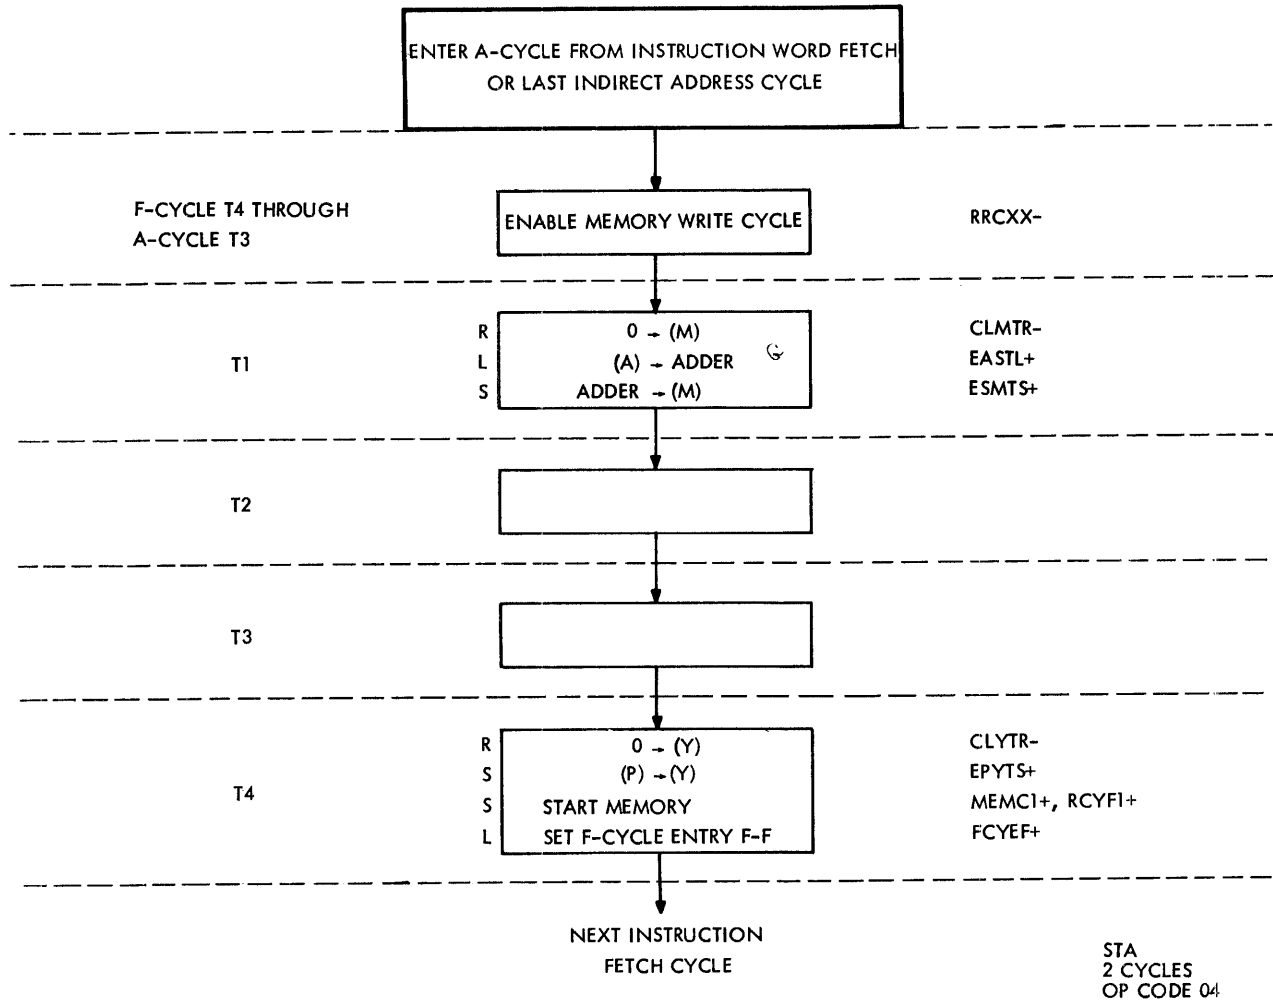 ENTER A-CYCLE FROM INSTRUCTION WORD FETCH
OR LAST INDIRECT ADDRESS CYCLE
F-CYCLE T4 THROUGH
A-CYCLE T3
ENABLE MEMORY WRITE CYCLE
RRCXX-
T1
R 0 → (M) CLMTR-
L (A) → ADDER EASTL+
S ADDER → (M) ESMTS+
T2
T3
T4
R 0 → (Y) CLYTR-
S (P) → (Y) EPYTS+
S START MEMORY MEMC1+, RCYF1+
L SET F-CYCLE ENTRY F-F FCYEF+
NEXT INSTRUCTION
FETCH CYCLE
STA
2 CYCLES
OP CODE 04